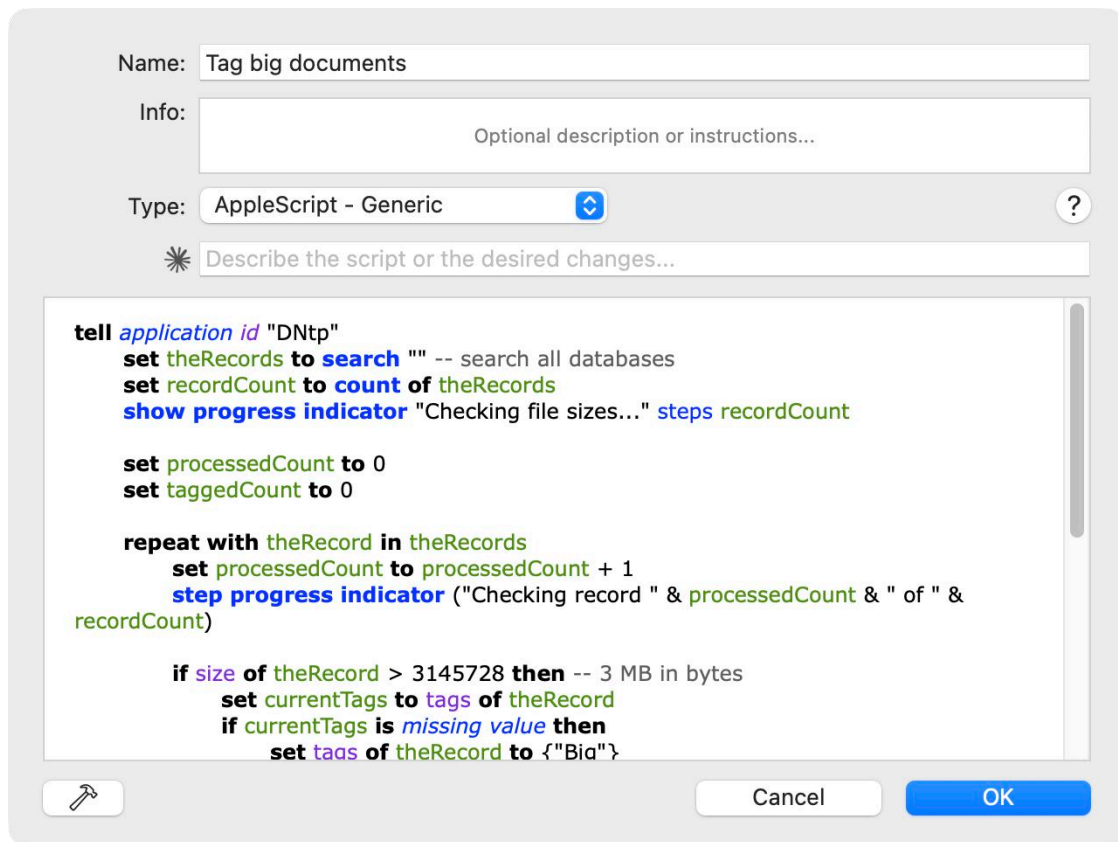 Name: Tag big documents
Info: Optional description or instructions...
Type: AppleScript - Generic ?
Describe the script or the desired changes...
tell application id "DNtp"
set theRecords to search "" -- search all databases
set recordCount to count of theRecords
show progress indicator "Checking file sizes..." steps recordCount
set processedCount to 0
set taggedCount to 0
repeat with theRecord in theRecords
set processedCount to processedCount + 1
step progress indicator ("Checking record " & processedCount & " of " &
recordCount)
if size of theRecord > 3145728 then -- 3 MB in bytes
set currentTags to tags of theRecord
if currentTags is missing value then
set tags of theRecord to {"Big"}
Cancel OK